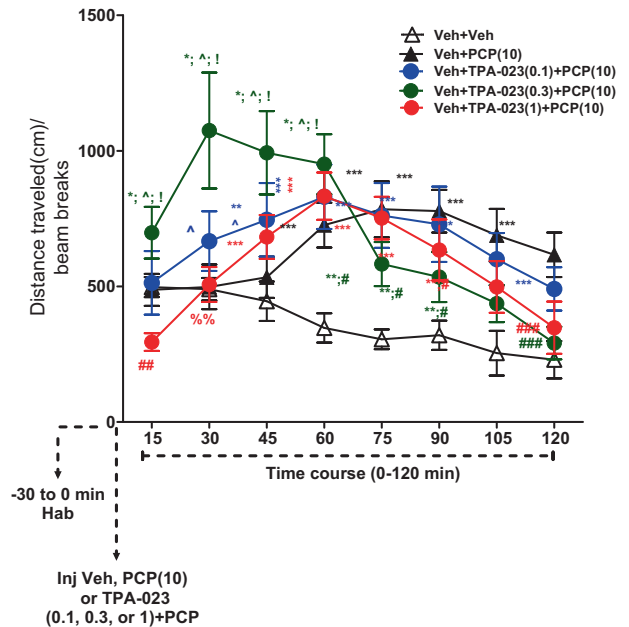 1500
1000
500
0
Distance traveled(cm)/
beam breaks
Veh+Veh
Veh+PCP(10)
Veh+TPA-023(0.1)+PCP(10)
Veh+TPA-023(0.3)+PCP(10)
Veh+TPA-023(1)+PCP(10)
*; ^; !
*; ^; !
*; ^; !
*; ^; !
^
**
^
***
***
***
***
***
***
***
***
***
***
***
***
***
***
**;#
**;#
**;#
***
%%
##
###
###
15 30 45 60 75 90 105 120
Time course (0-120 min)
-30 to 0 min
Hab
Inj Veh, PCP(10)
or TPA-023
(0.1, 0.3, or 1)+PCP